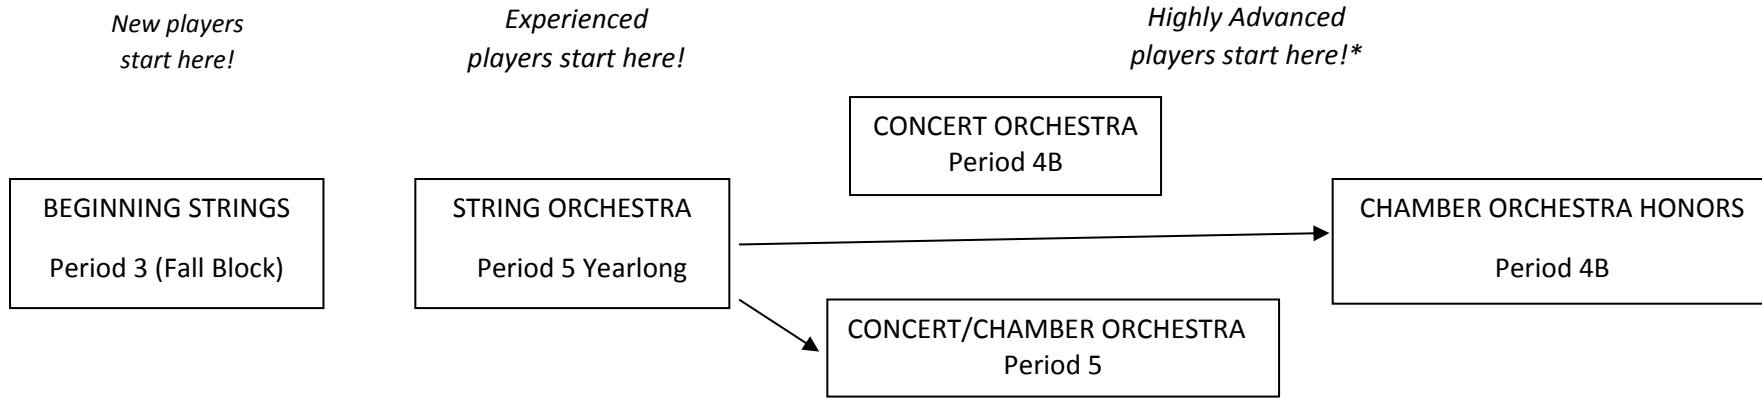 New players
start here!
Experienced
players start here!
Highly Advanced
players start here!*
CONCERT ORCHESTRA
Period 4B
BEGINNING STRINGS
Period 3 (Fall Block)
STRING ORCHESTRA
Period 5 Yearlong
CHAMBER ORCHESTRA HONORS
Period 4B
CONCERT/CHAMBER ORCHESTRA
Period 5